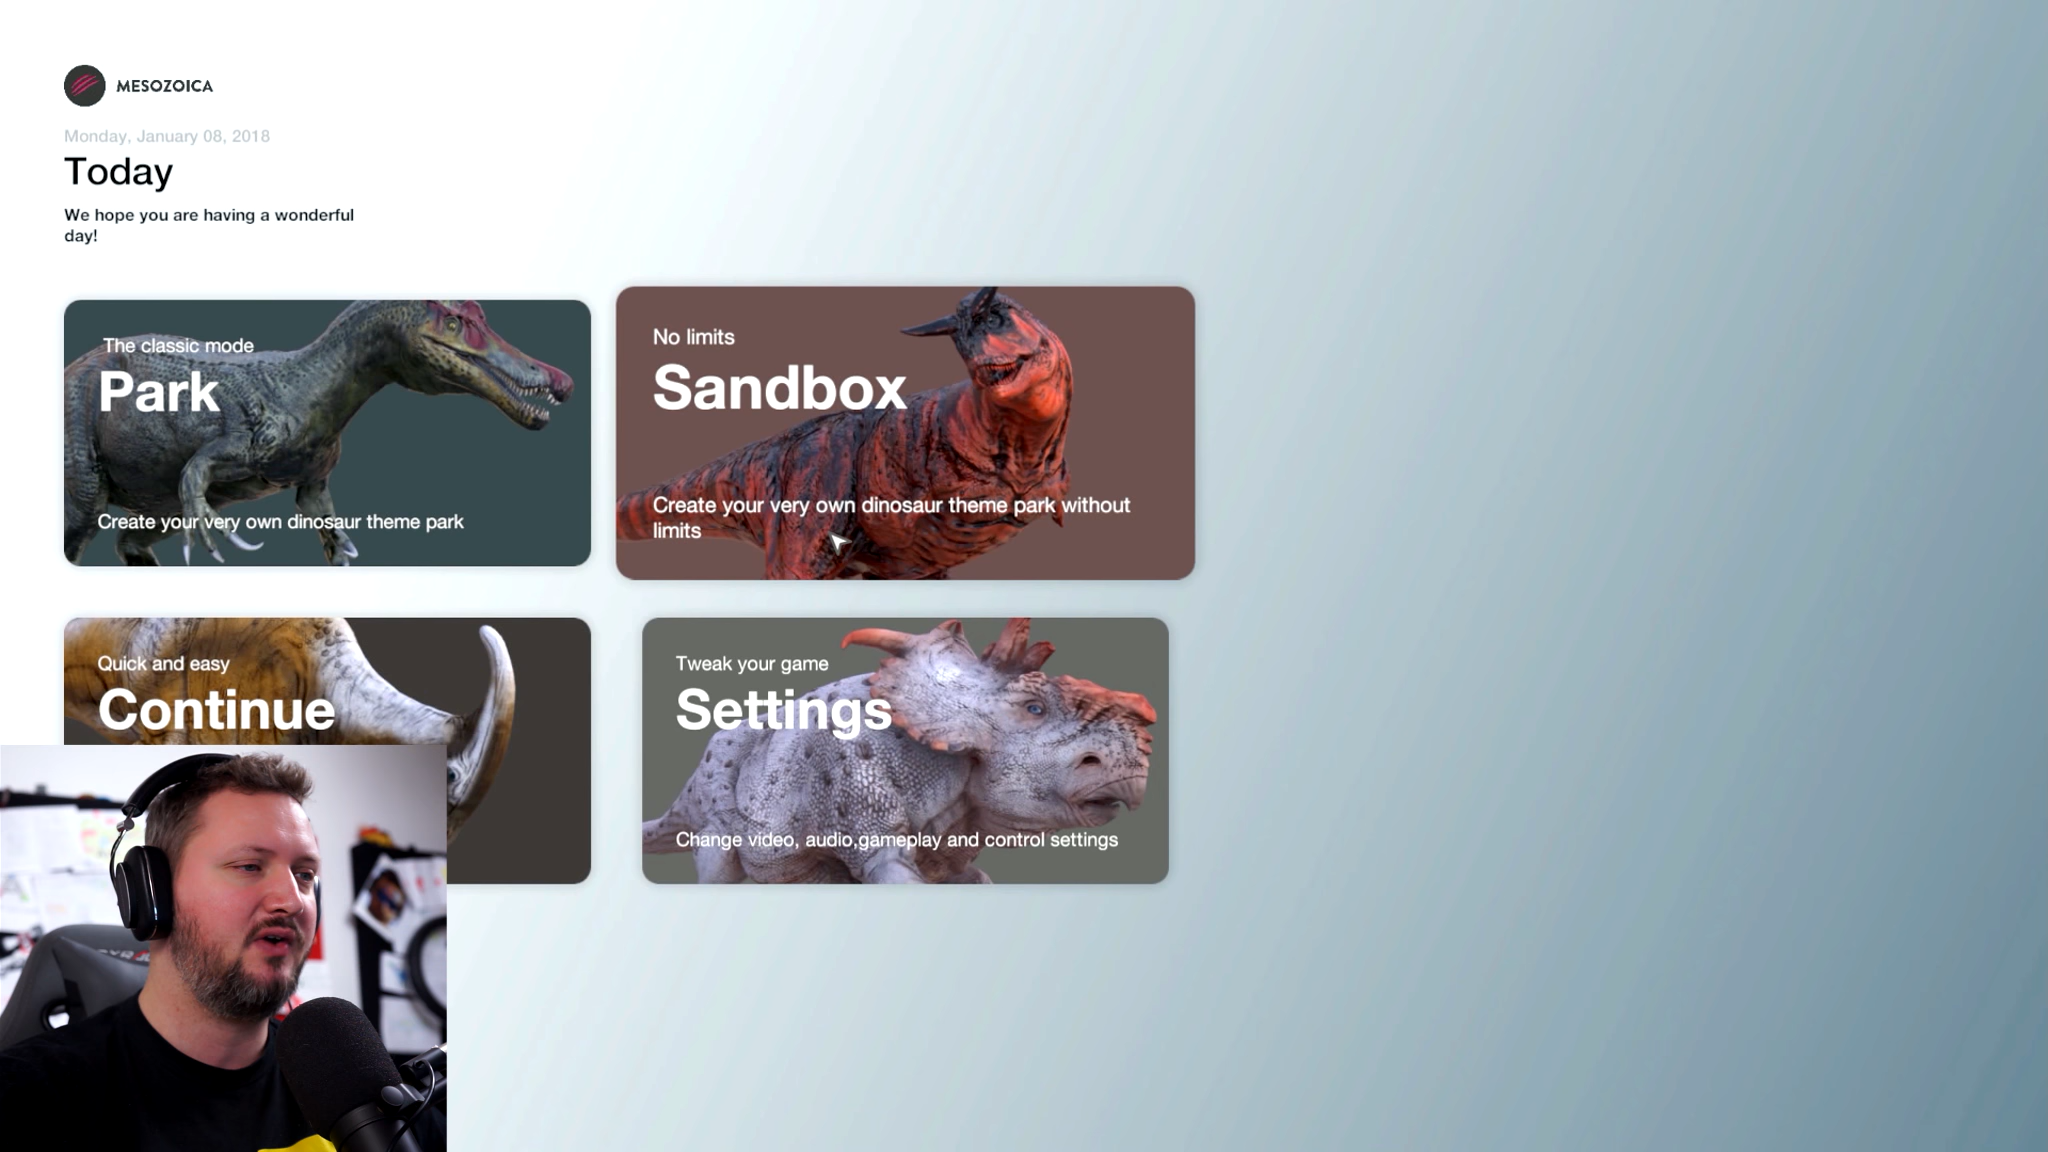 MESOZOICA
Monday, January 08, 2018
Today
We hope you are having a wonderful
day!
The classic mode
Park
Create your very own dinosaur theme park
No limits
Sandbox
Create your very own dinosaur theme park without
limits
Quick and easy
Continue
Tweak your game
Settings
Change video, audio,gameplay and control settings